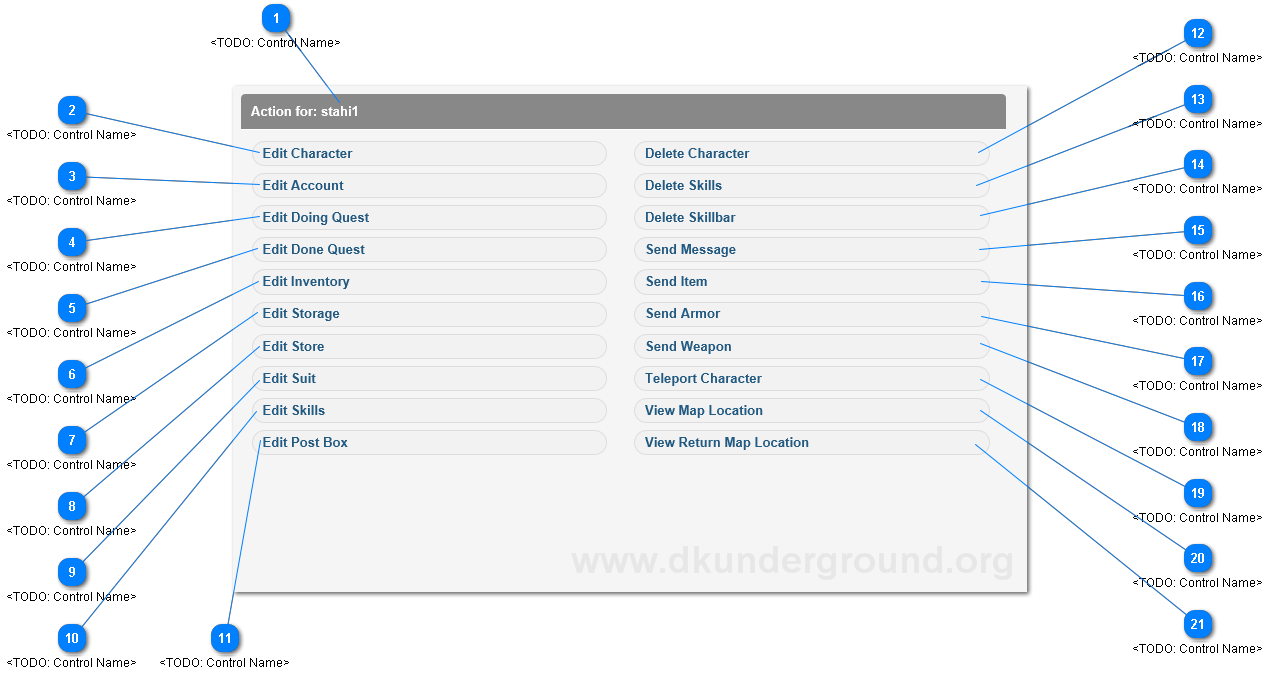 1
<TODO: Control Name>
Action for: stahi1
2
<TODO: Control Name>
3
<TODO: Control Name>
4
<TODO: Control Name>
5
<TODO: Control Name>
6
<TODO: Control Name>
7
<TODO: Control Name>
8
<TODO: Control Name>
9
<TODO: Control Name>
10
<TODO: Control Name>
11
<TODO: Control Name>
Edit Character
Edit Account
Edit Doing Quest
Edit Done Quest
Edit Inventory
Edit Storage
Edit Store
Edit Suit
Edit Skills
Edit Post Box
Delete Character
Delete Skills
Delete Skillbar
Send Message
Send Item
Send Armor
Send Weapon
Teleport Character
View Map Location
View Return Map Location
www.dkunderground.org
12
<TODO: Control Name>
13
<TODO: Control Name>
14
<TODO: Control Name>
15
<TODO: Control Name>
16
<TODO: Control Name>
17
<TODO: Control Name>
18
<TODO: Control Name>
19
<TODO: Control Name>
20
<TODO: Control Name>
21
<TODO: Control Name>